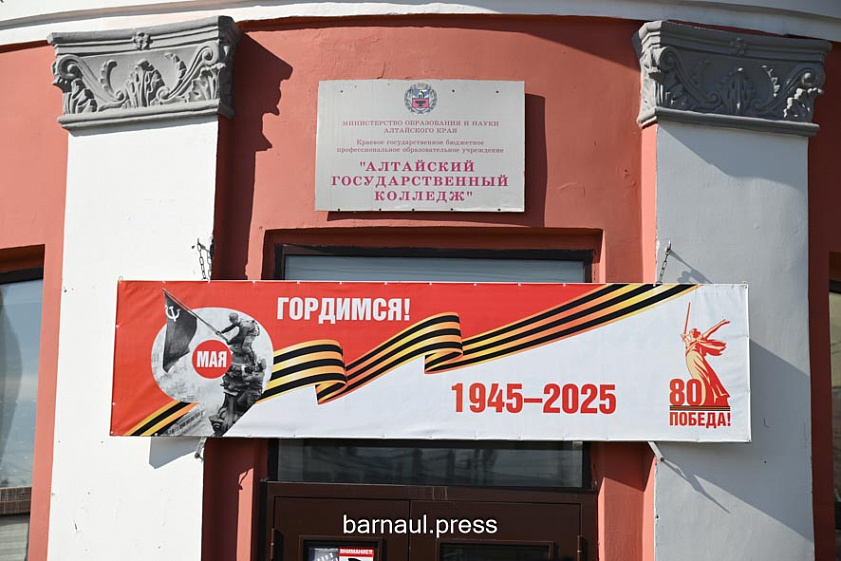 МИНИСТЕРСТВО ОБРАЗОВАНИЯ И НАУКИ
АЛТАЙСКОГО КРАЯ
Краевое государственное бюджетное
профессиональное образовательное учреждение
"АЛТАЙСКИЙ
ГОСУДАРСТВЕННЫЙ
КОЛЛЕДЖ"
ГОРДИМСЯ!
МАЯ
1945–2025
80
ПОБЕДА!
barnaul.press
ВНИМАНИЕ!